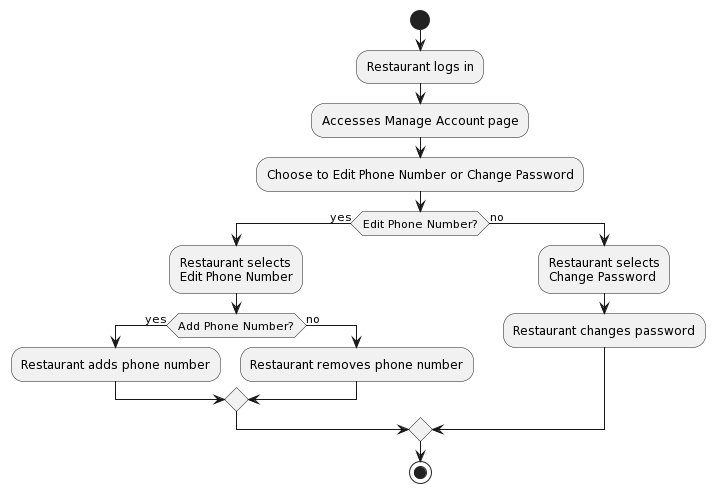 Restaurant logs in
Accesses Manage Account page
Choose to Edit Phone Number or Change Password
yes
Edit Phone Number?
no
Restaurant selects
Edit Phone Number
Restaurant selects
Change Password
yes
Add Phone Number?
no
Restaurant changes password
Restaurant adds phone number
Restaurant removes phone number